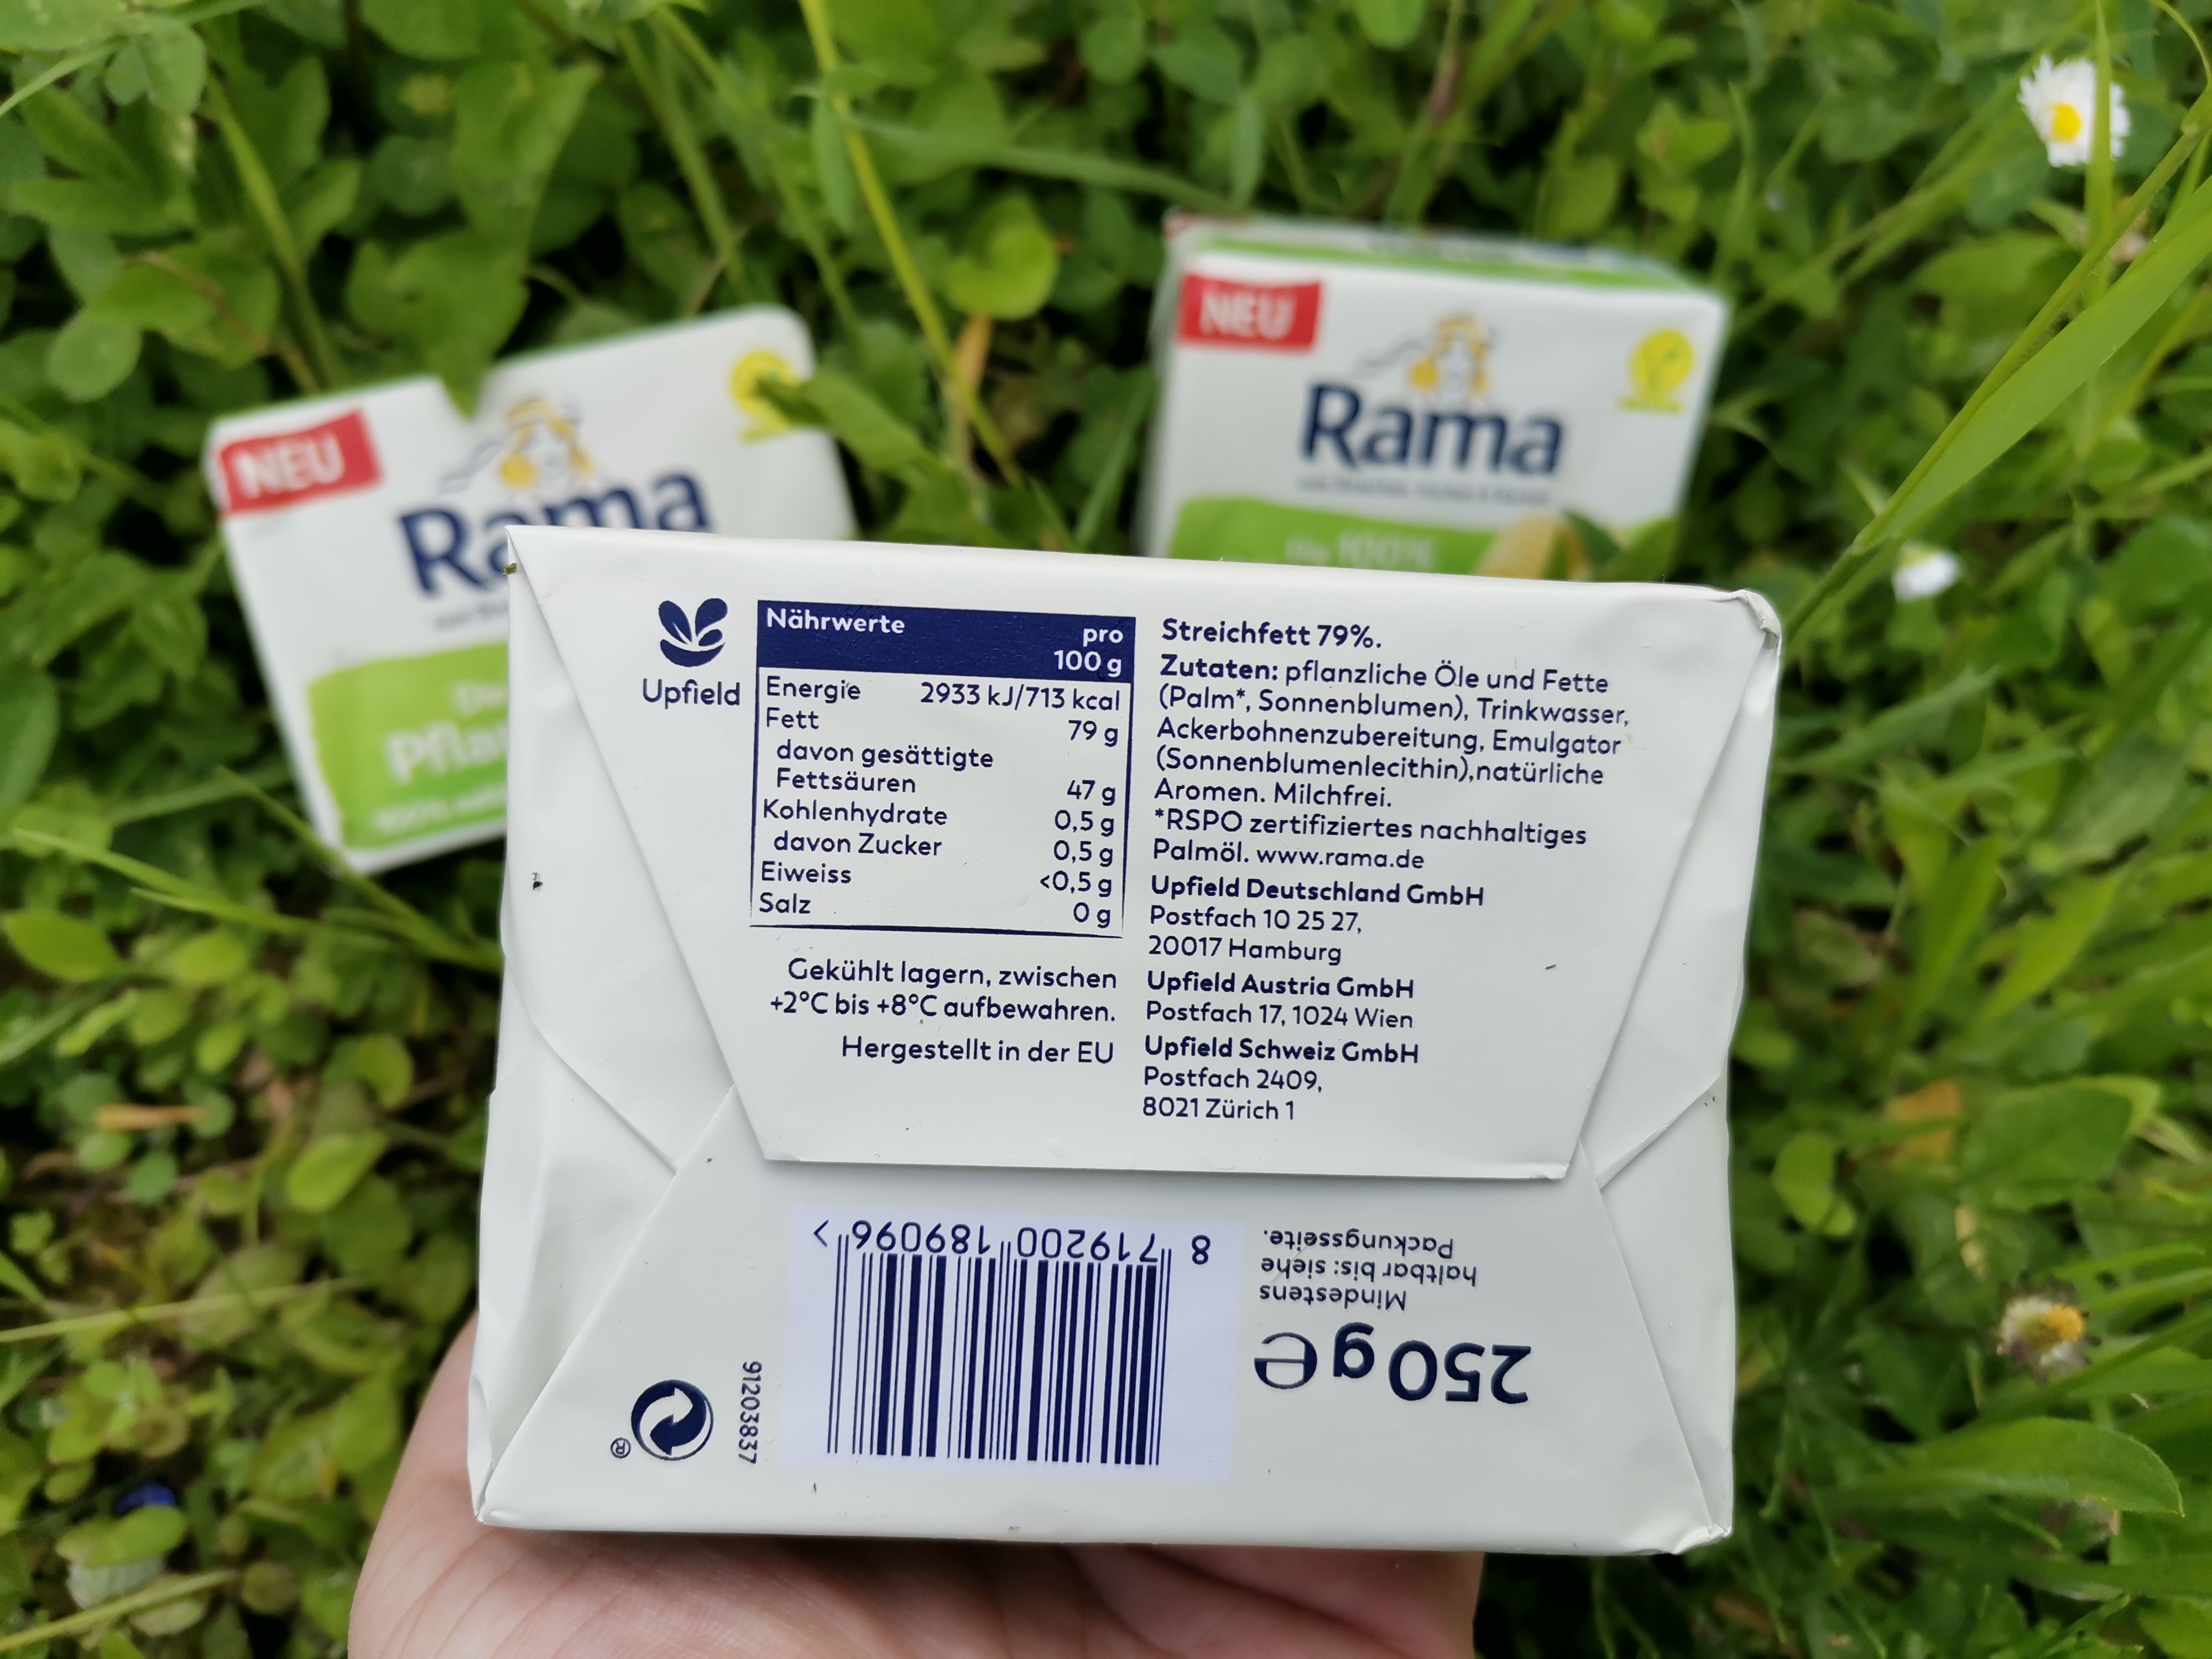 NEU
Rama
NEU
Rama
100%
Upfield
Nährwerte
pro
100 g
Energie 2933 kJ/713 kcal
Fett 79 g
davon gesättigte
Fettsäuren 47 g
Kohlenhydrate 0,5 g
davon Zucker 0,5 g
Eiweiss <0,5 g
Salz 0 g
Gekühlt lagern, zwischen
+2°C bis +8°C aufbewahren.
Hergestellt in der EU
Streichfett 79%.
Zutaten: pflanzliche Öle und Fette
(Palm*, Sonnenblumen), Trinkwasser,
Ackerbohnenzubereitung, Emulgator
(Sonnenblumenlecithin),natürliche
Aromen. Milchfrei.
*RSPO zertifiziertes nachhaltiges
Palmöl. www.rama.de
Upfield Deutschland GmbH
Postfach 10 25 27,
20017 Hamburg
Upfield Austria GmbH
Postfach 17, 1024 Wien
Upfield Schweiz GmbH
Postfach 2409,
8021 Zürich 1
250 g e
Mindestens
haltbar bis: siehe
Packungsseite.
8 719200 189096 >
91203837
®